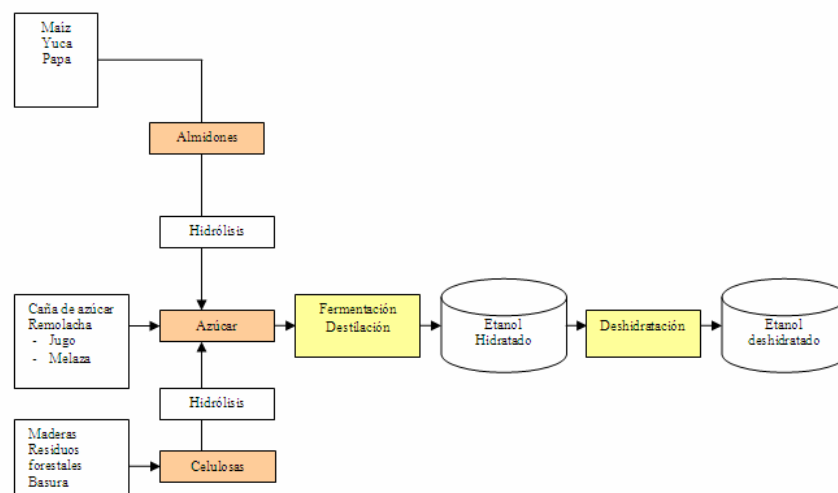 Maíz
Yuca
Papa
Almidones
Hidrólisis
Caña de azúcar
Remolacha
- Jugo
- Melaza
Azúcar
Fermentación
Destilación
Etanol
Hidratado
Deshidratación
Etanol
deshidratado
Hidrólisis
Maderas
Residuos
forestales
Basura
Celulosas